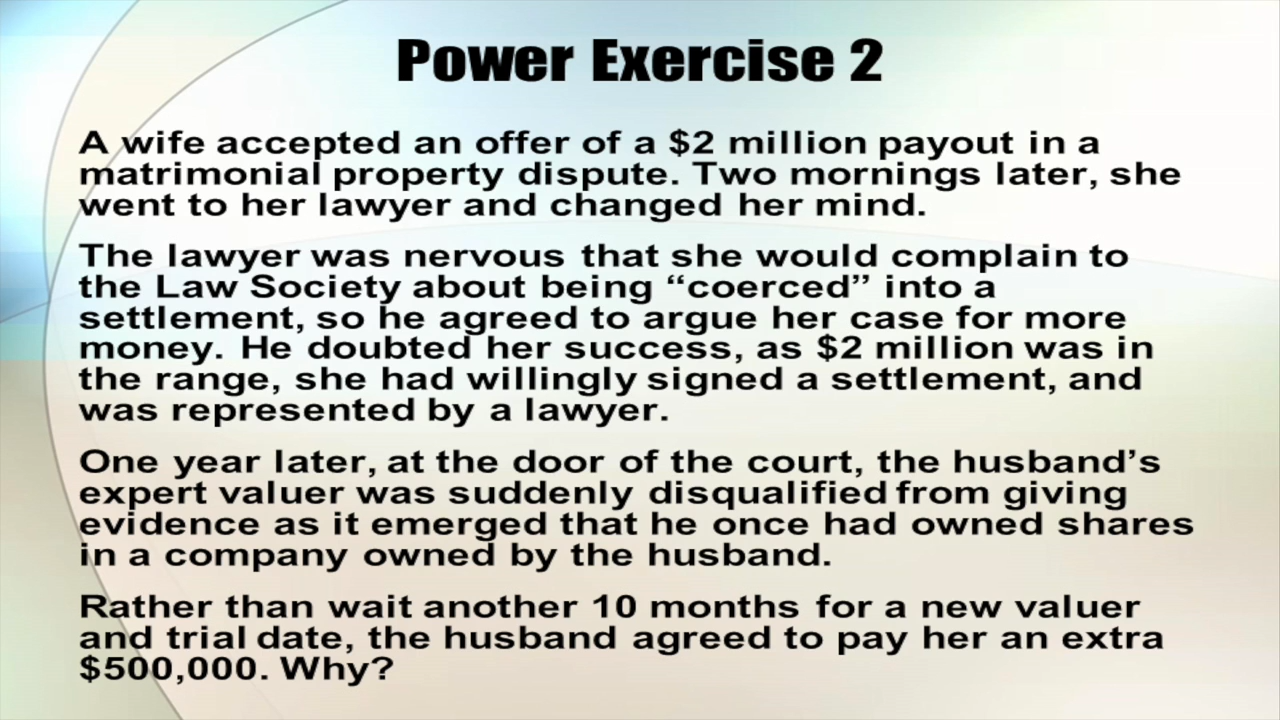 Power Exercise 2
A wife accepted an offer of a $2 million payout in a
matrimonial property dispute. Two mornings later, she
went to her lawyer and changed her mind.
The lawyer was nervous that she would complain to
the Law Society about being “coerced” into a
settlement, so he agreed to argue her case for more
money. He doubted her success, as $2 million was in
the range, she had willingly signed a settlement, and
was represented by a lawyer.
One year later, at the door of the court, the husband’s
expert valuer was suddenly disqualified from giving
evidence as it emerged that he once had owned shares
in a company owned by the husband.
Rather than wait another 10 months for a new valuer
and trial date, the husband agreed to pay her an extra
$500,000. Why?